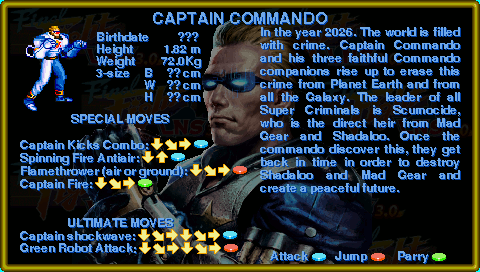 CAPTAIN COMMANDO
Birthdate ???
Height 1.82 m
Weight 72.0Kg
3-size B ??cm
W ??cm
H ??cm
In the year 2026. The world is filled
with crime. Captain Commando
and his three faithful Commando
companions rise up to erase this
crime from Planet Earth and from
all the Galaxy. The leader of all
Super Criminals is Scumocide,
who is the direct heir from Mad
Gear and Shadaloo. Once the
commando discover this, they get
back in time in order to destroy
Shadaloo and Mad Gear and
create a peaceful future.
SPECIAL MOVES
Captain Kicks Combo:
Spinning Fire Antiair:
Flamethrower (air or ground):
Captain Fire:
ULTIMATE MOVES
Captain shockwave:
Green Robot Attack:
Attack Jump Parry